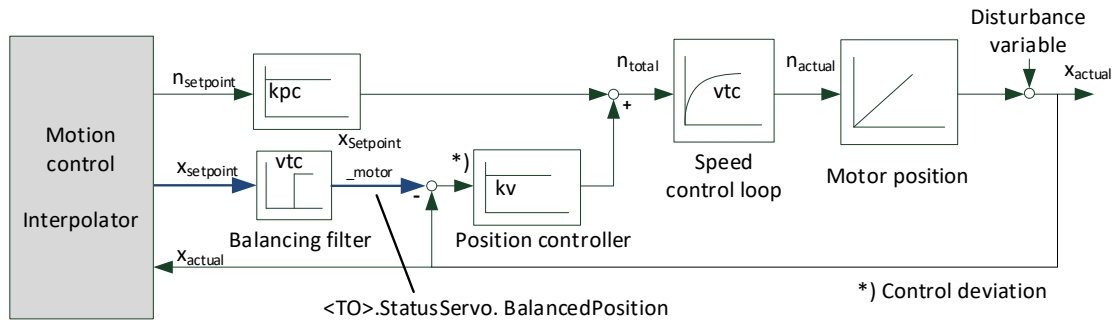 Disturbance
variable
n_setpoint
kpc
n_total
vtc
n_actual
x_actual
Motion
control
Interpolator
x_Setpoint
_motor
*)
+
x_setpoint
vtc
-
kv
Speed
control loop
Motor position
Balancing filter
Position controller
x_actual
*) Control deviation
<TO>.StatusServo. BalancedPosition